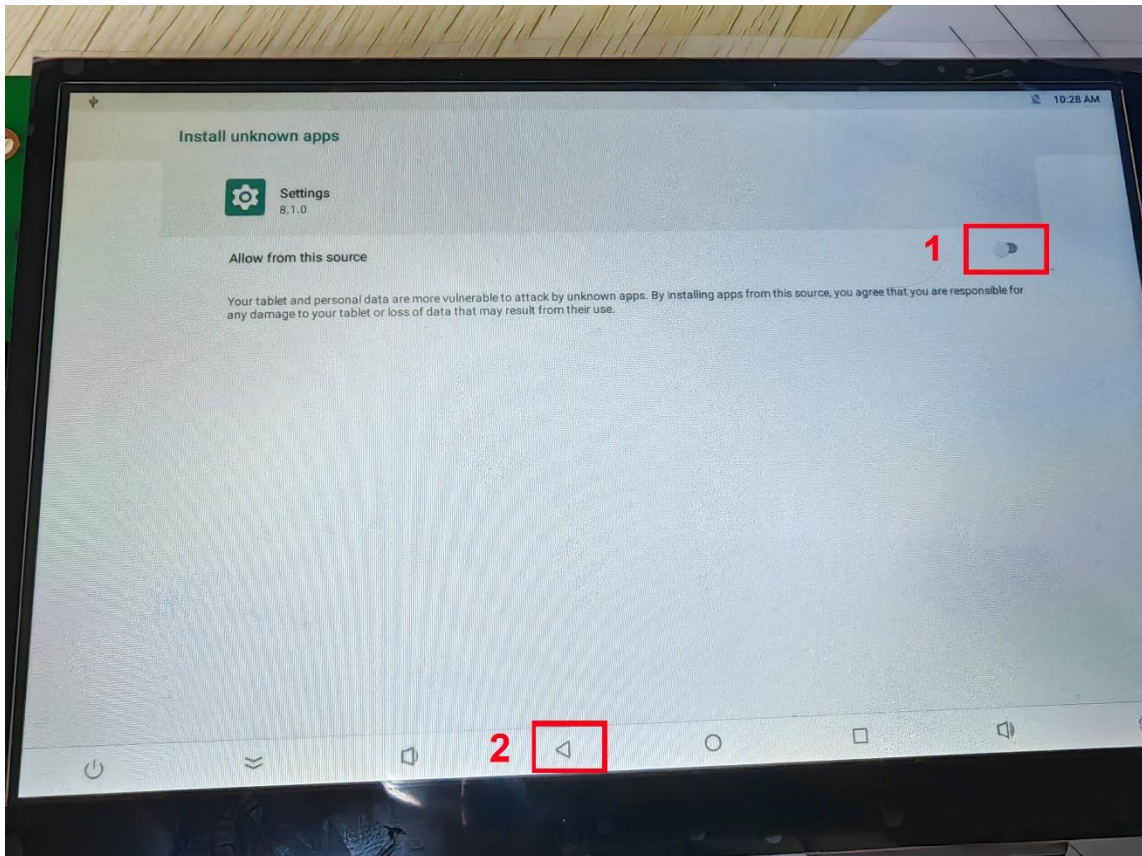 10:28 AM
Install unknown apps
Settings
8.1.0
Allow from this source
1
Your tablet and personal data are more vulnerable to attack by unknown apps. By installing apps from this source, you agree that you are responsible for
any damage to your tablet or loss of data that may result from their use.
2